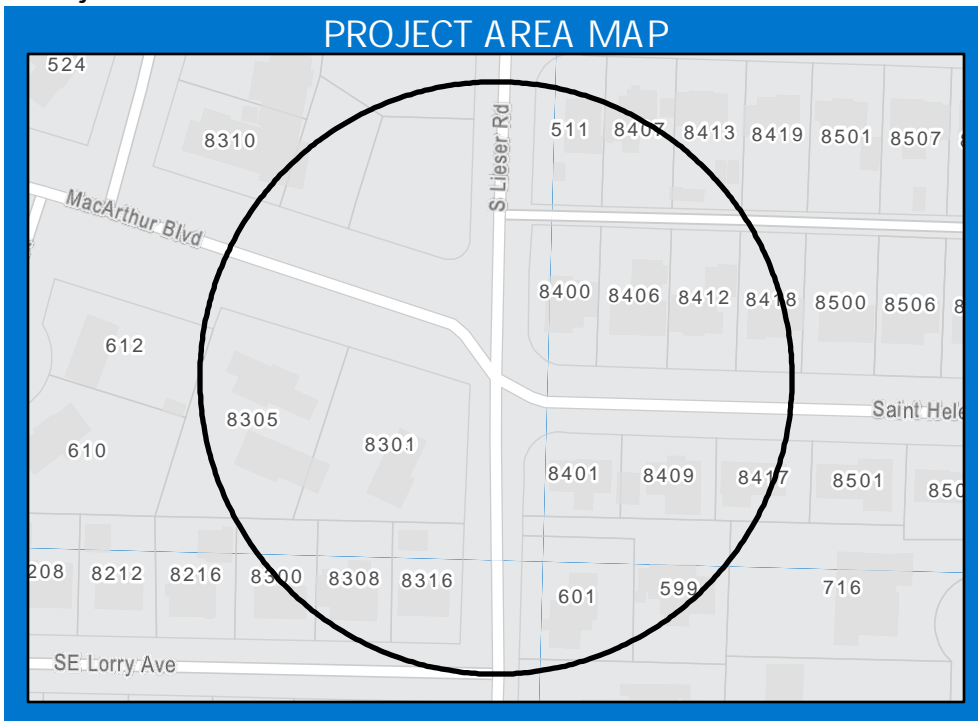 PROJECT AREA MAP
524
8310
S Lieser Rd
511 8407 8413 8419 8501 8507 8
MacArthur Blvd
8400 8406 8412 8418 8500 8506 8
612
8305
8301
Saint Hele
610
8401 8409 8417 8501 850
208 8212 8216 8300 8308 8316
601 599 716
SE Lorry Ave